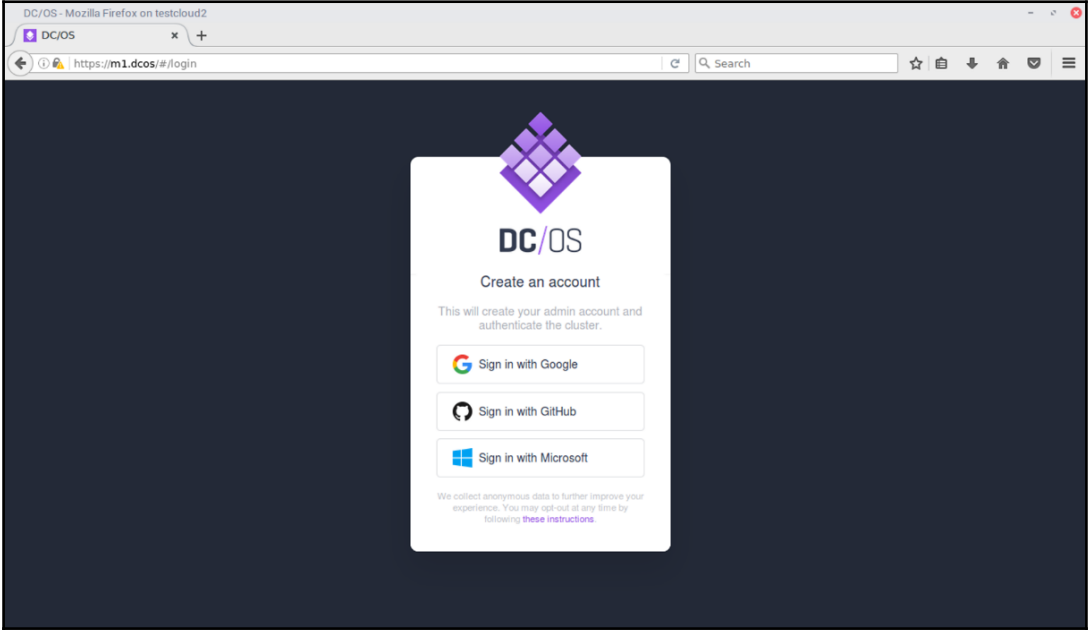 DC/OS - Mozilla Firefox on testcloud2
DC/OS
https://m1.dcos/#/login
Search
DC/OS
Create an account
This will create your admin account and
authenticate the cluster.
Sign in with Google
Sign in with GitHub
Sign in with Microsoft
We collect anonymous data to further improve your
experience. You may opt-out at any time by
following these instructions.